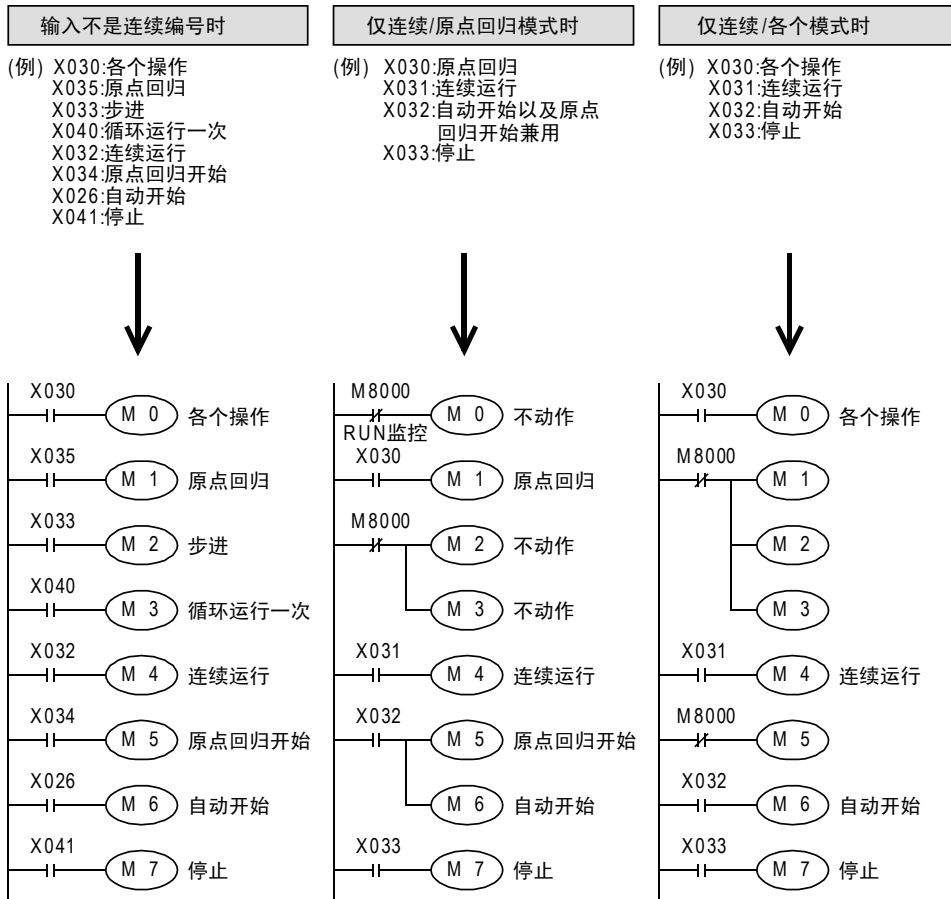 输入不是连续编号时
(例) X030:各个操作
X035:原点回归
X033:步进
X040:循环运行一次
X032:连续运行
X034:原点回归开始
X026:自动开始
X041:停止
X030
M 0 各个操作
X035
M 1 原点回归
X033
M 2 步进
X040
M 3 循环运行一次
X032
M 4 连续运行
X034
M 5 原点回归开始
X026
M 6 自动开始
X041
M 7 停止
仅连续/原点回归模式时
(例) X030:原点回归
X031:连续运行
X032:自动开始以及原点
回归开始兼用
X033:停止
M8000
M 0 不动作
RUN监控
X030
M 1 原点回归
M8000
M 2 不动作
M 3 不动作
X031
M 4 连续运行
X032
M 5 原点回归开始
M 6 自动开始
X033
M 7 停止
仅连续/各个模式时
(例) X030:各个操作
X031:连续运行
X032:自动开始
X033:停止
X030
M 0 各个操作
M8000
M 1
M 2
M 3
X031
M 4 连续运行
M8000
M 5
X032
M 6 自动开始
X033
M 7 停止